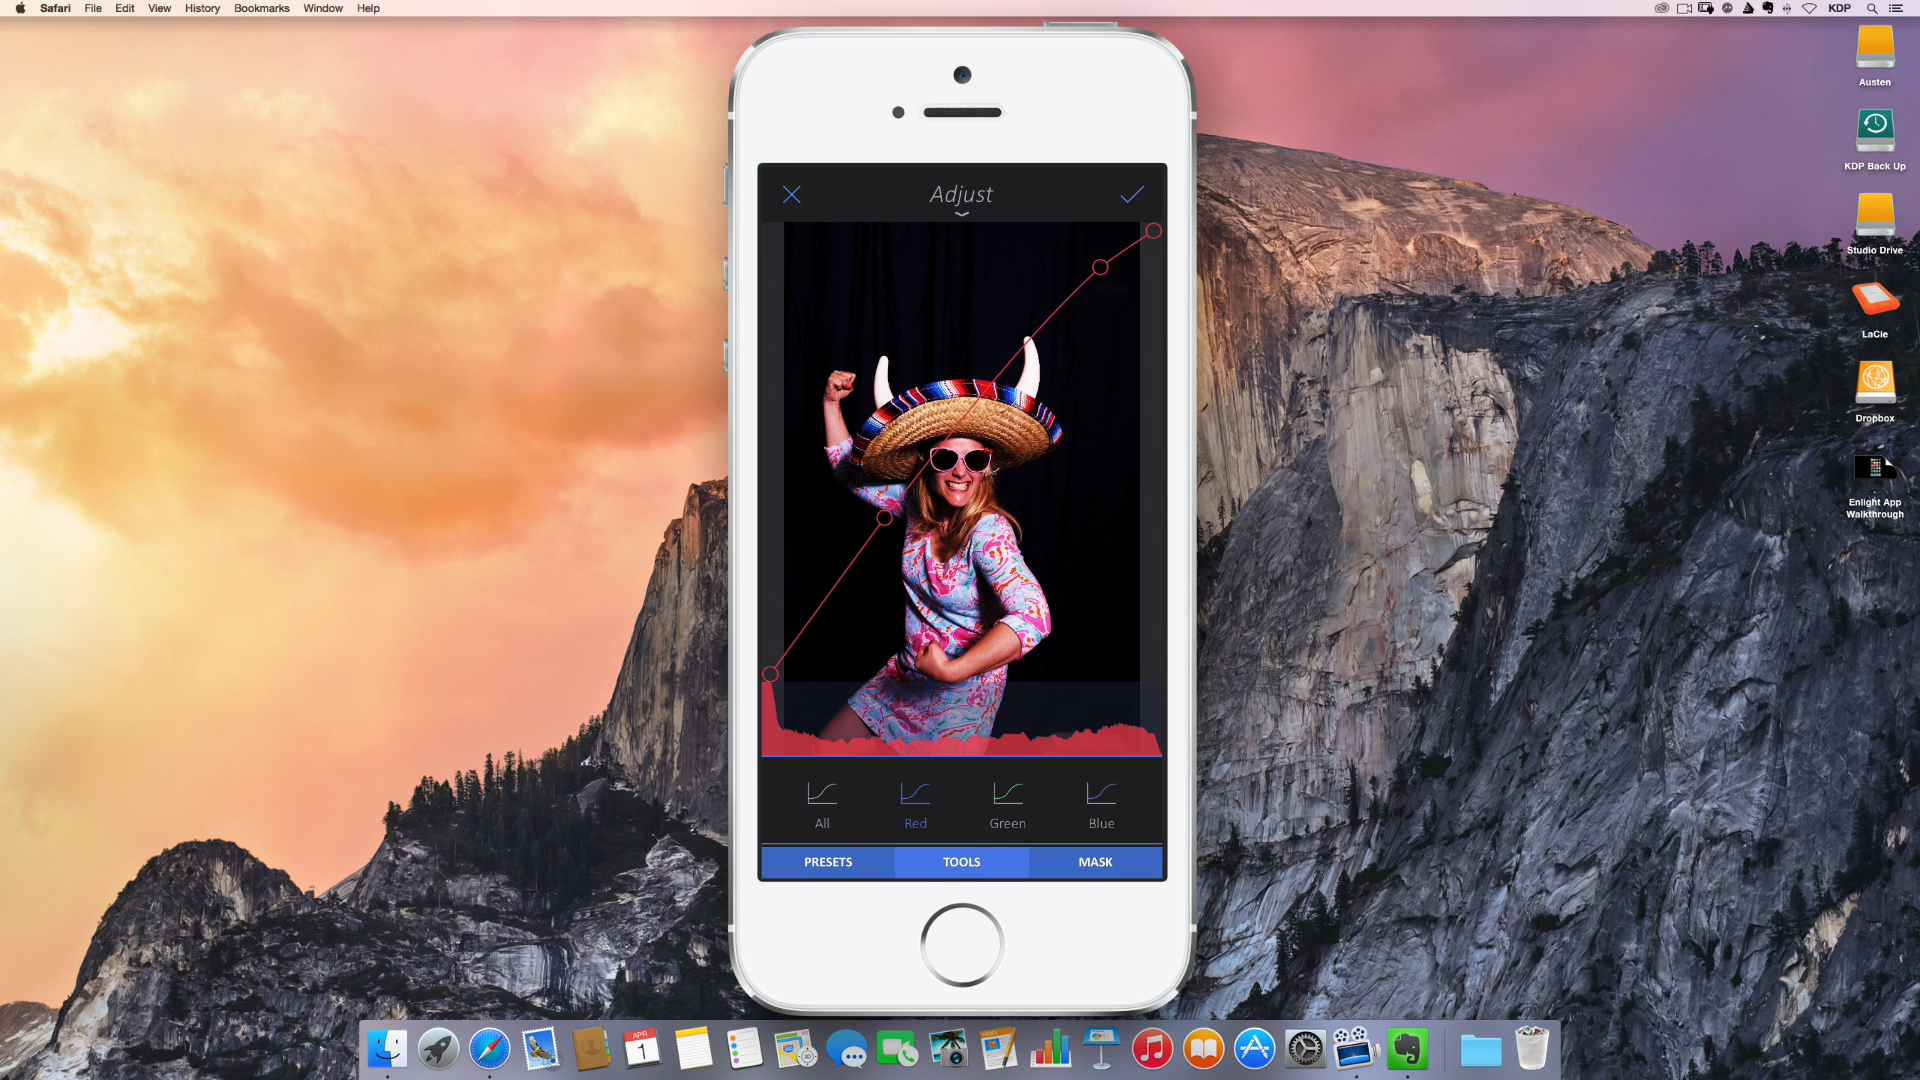 Safari File Edit View History Bookmarks Window Help KDP
Austen
KDP Back Up
Studio Drive
LaCie
Dropbox
Enlight App
Walkthrough
Adjust
All Red Green Blue
PRESETS TOOLS MASK
APR
1